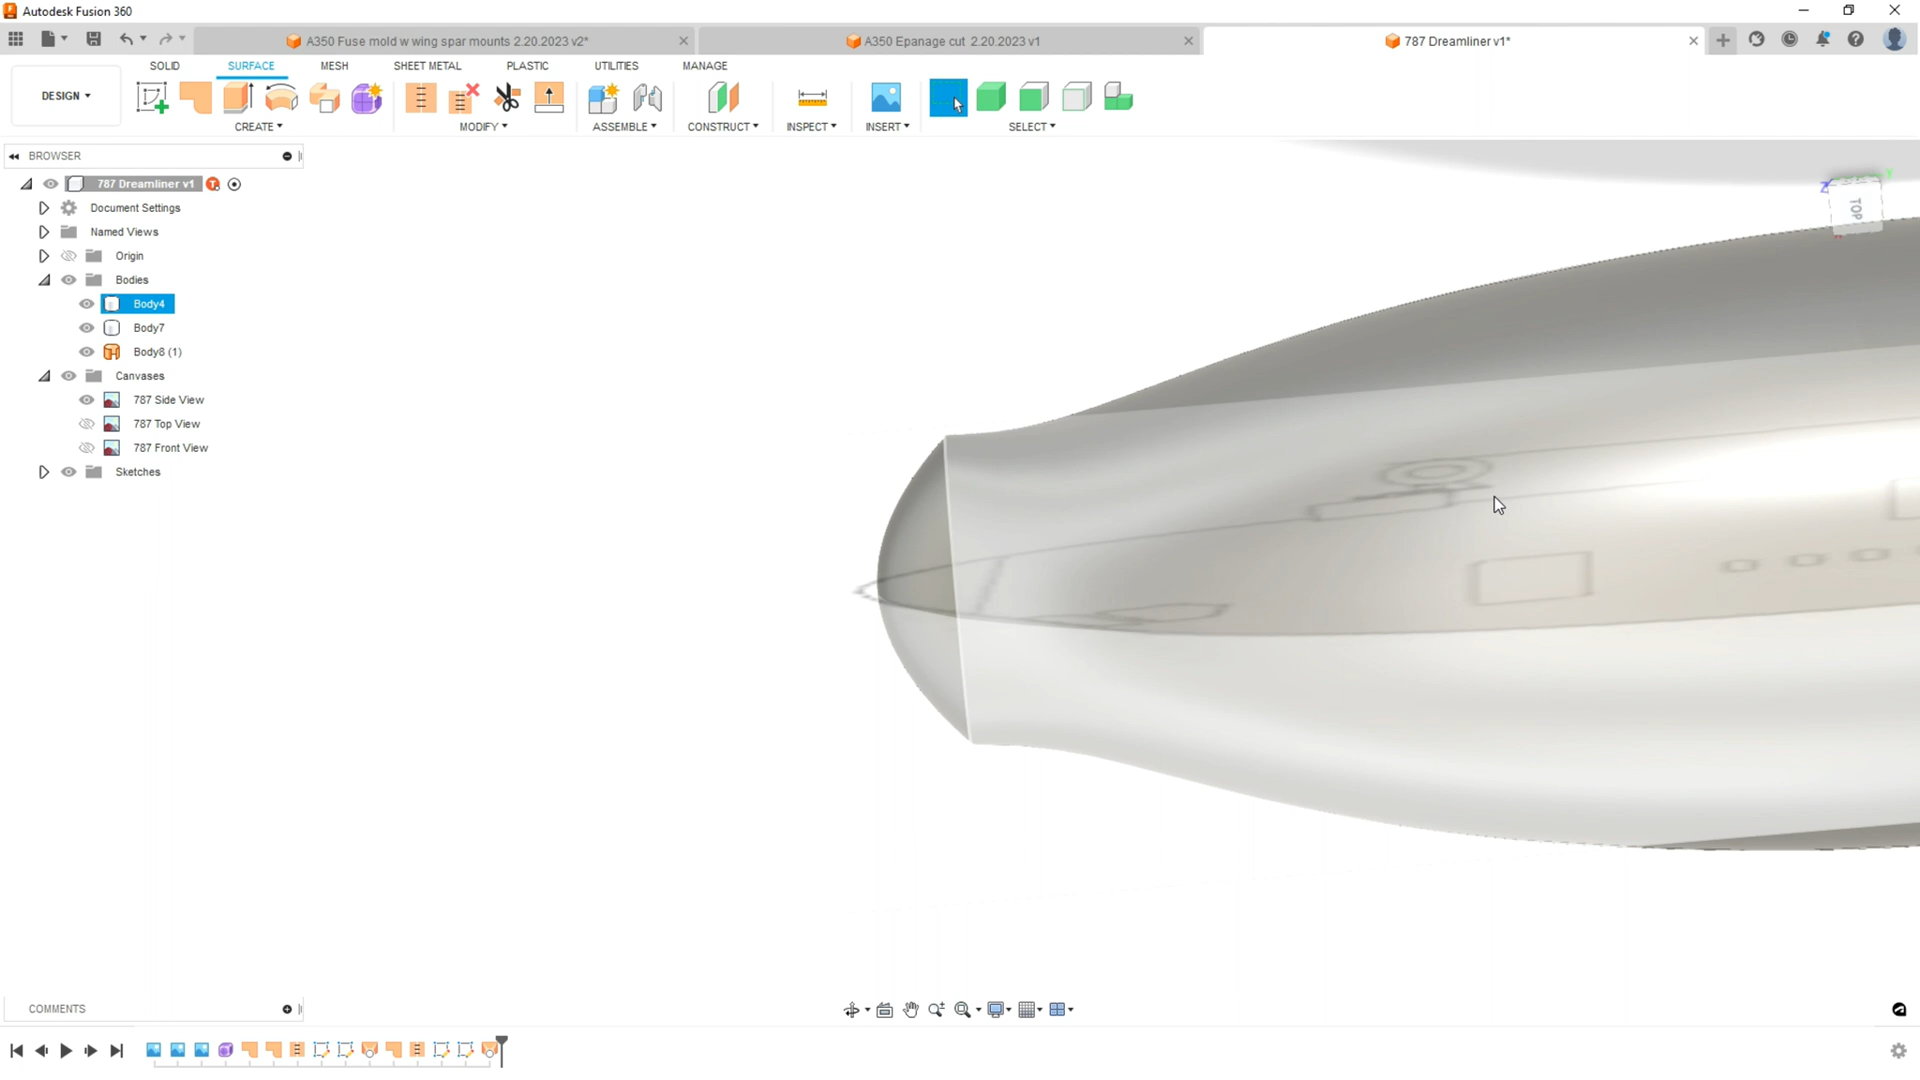 Autodesk Fusion 360
A350 Fuse mold w wing spar mounts 2.20.2023 v2*
A350 Epanage cut 2.20.2023 v1
787 Dreamliner v1*
SOLID
SURFACE
MESH
SHEET METAL
PLASTIC
UTILITIES
MANAGE
DESIGN
CREATE
MODIFY
ASSEMBLE
CONSTRUCT
INSPECT
INSERT
SELECT
BROWSER
787 Dreamliner v1
Document Settings
Named Views
Origin
Bodies
Body4
Body7
Body8 (1)
Canvases
787 Side View
787 Top View
787 Front View
Sketches
Z
Y
TOP
COMMENTS